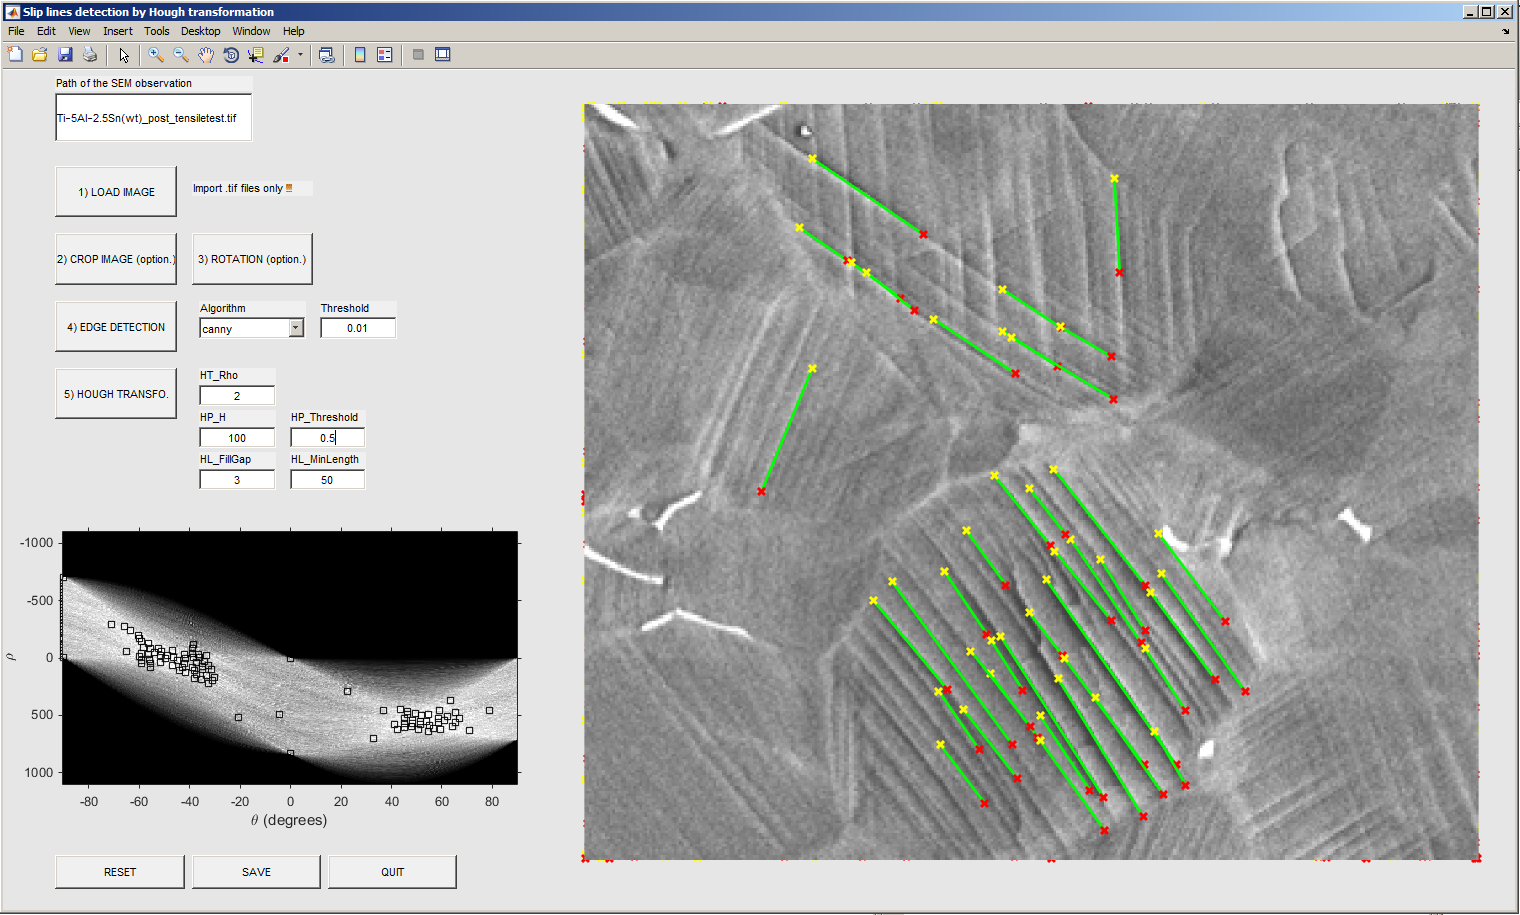 Slip lines detection by Hough transformation
File Edit View Insert Tools Desktop Window Help
Path of the SEM observation
Ti-5Al-2.5Sn(wt)_post_tensiletest.tif
1) LOAD IMAGE
Import .tif files only !!
2) CROP IMAGE (option.)
3) ROTATION (option.)
4) EDGE DETECTION
Algorithm
canny
Threshold
0.01
5) HOUGH TRANSFO.
HT_Rho
2
HP_H
100
HP_Threshold
0.5
HL_FillGap
3
HL_MinLength
50
-1000
-500
0
500
1000
ρ
-80 -60 -40 -20 0 20 40 60 80
θ (degrees)
RESET
SAVE
QUIT